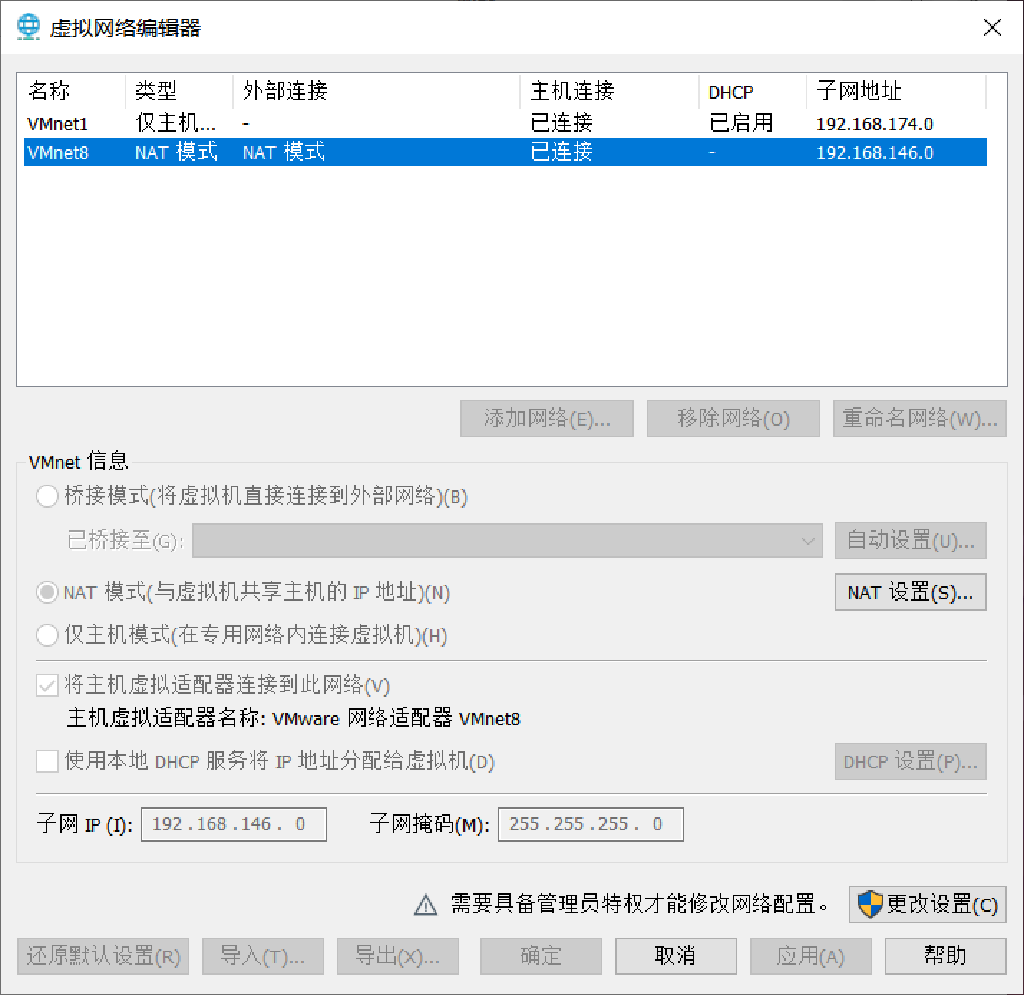 虚拟网络编辑器
名称 类型 外部连接 主机连接 DHCP 子网地址
VMnet1 仅主机... - 已连接 已启用 192.168.174.0
VMnet8 NAT 模式 NAT 模式 已连接 - 192.168.146.0
添加网络(E)... 移除网络(O) 重命名网络(W)...
VMnet 信息
桥接模式(将虚拟机直接连接到外部网络)(B)
已桥接至(G): 自动设置(U)...
NAT 模式(与虚拟机共享主机的 IP 地址)(N) NAT 设置(S)...
仅主机模式(在专用网络内连接虚拟机)(H)
将主机虚拟适配器连接到此网络(V)
主机虚拟适配器名称: VMware 网络适配器 VMnet8
使用本地 DHCP 服务将 IP 地址分配给虚拟机(D) DHCP 设置(P)...
子网 IP (I): 192 . 168 . 146 . 0 子网掩码(M): 255 . 255 . 255 . 0
需要具备管理员特权才能修改网络配置。 更改设置(C)
还原默认设置(R) 导入(T)... 导出(X)... 确定 取消 应用(A) 帮助